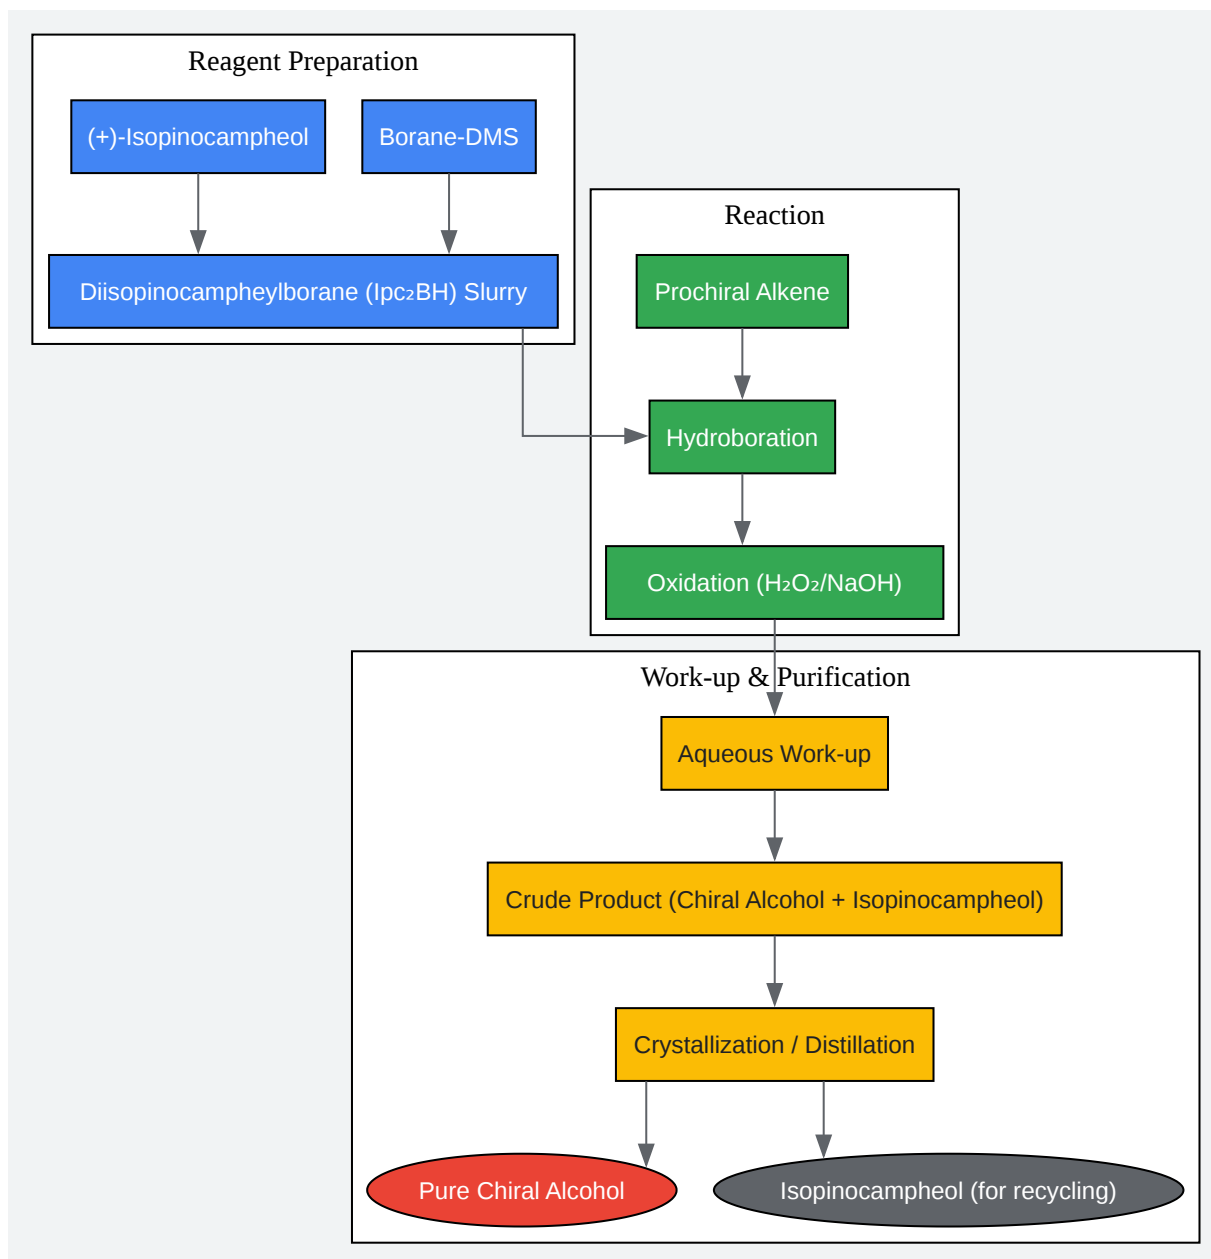 Reagent Preparation
(+)-Isopinocampheol
Borane-DMS
Diisopinocampheylborane (Ipc₂BH) Slurry
Reaction
Prochiral Alkene
Hydroboration
Oxidation (H₂O₂/NaOH)
Work-up & Purification
Aqueous Work-up
Crude Product (Chiral Alcohol + Isopinocampheol)
Crystallization / Distillation
Pure Chiral Alcohol
Isopinocampheol (for recycling)